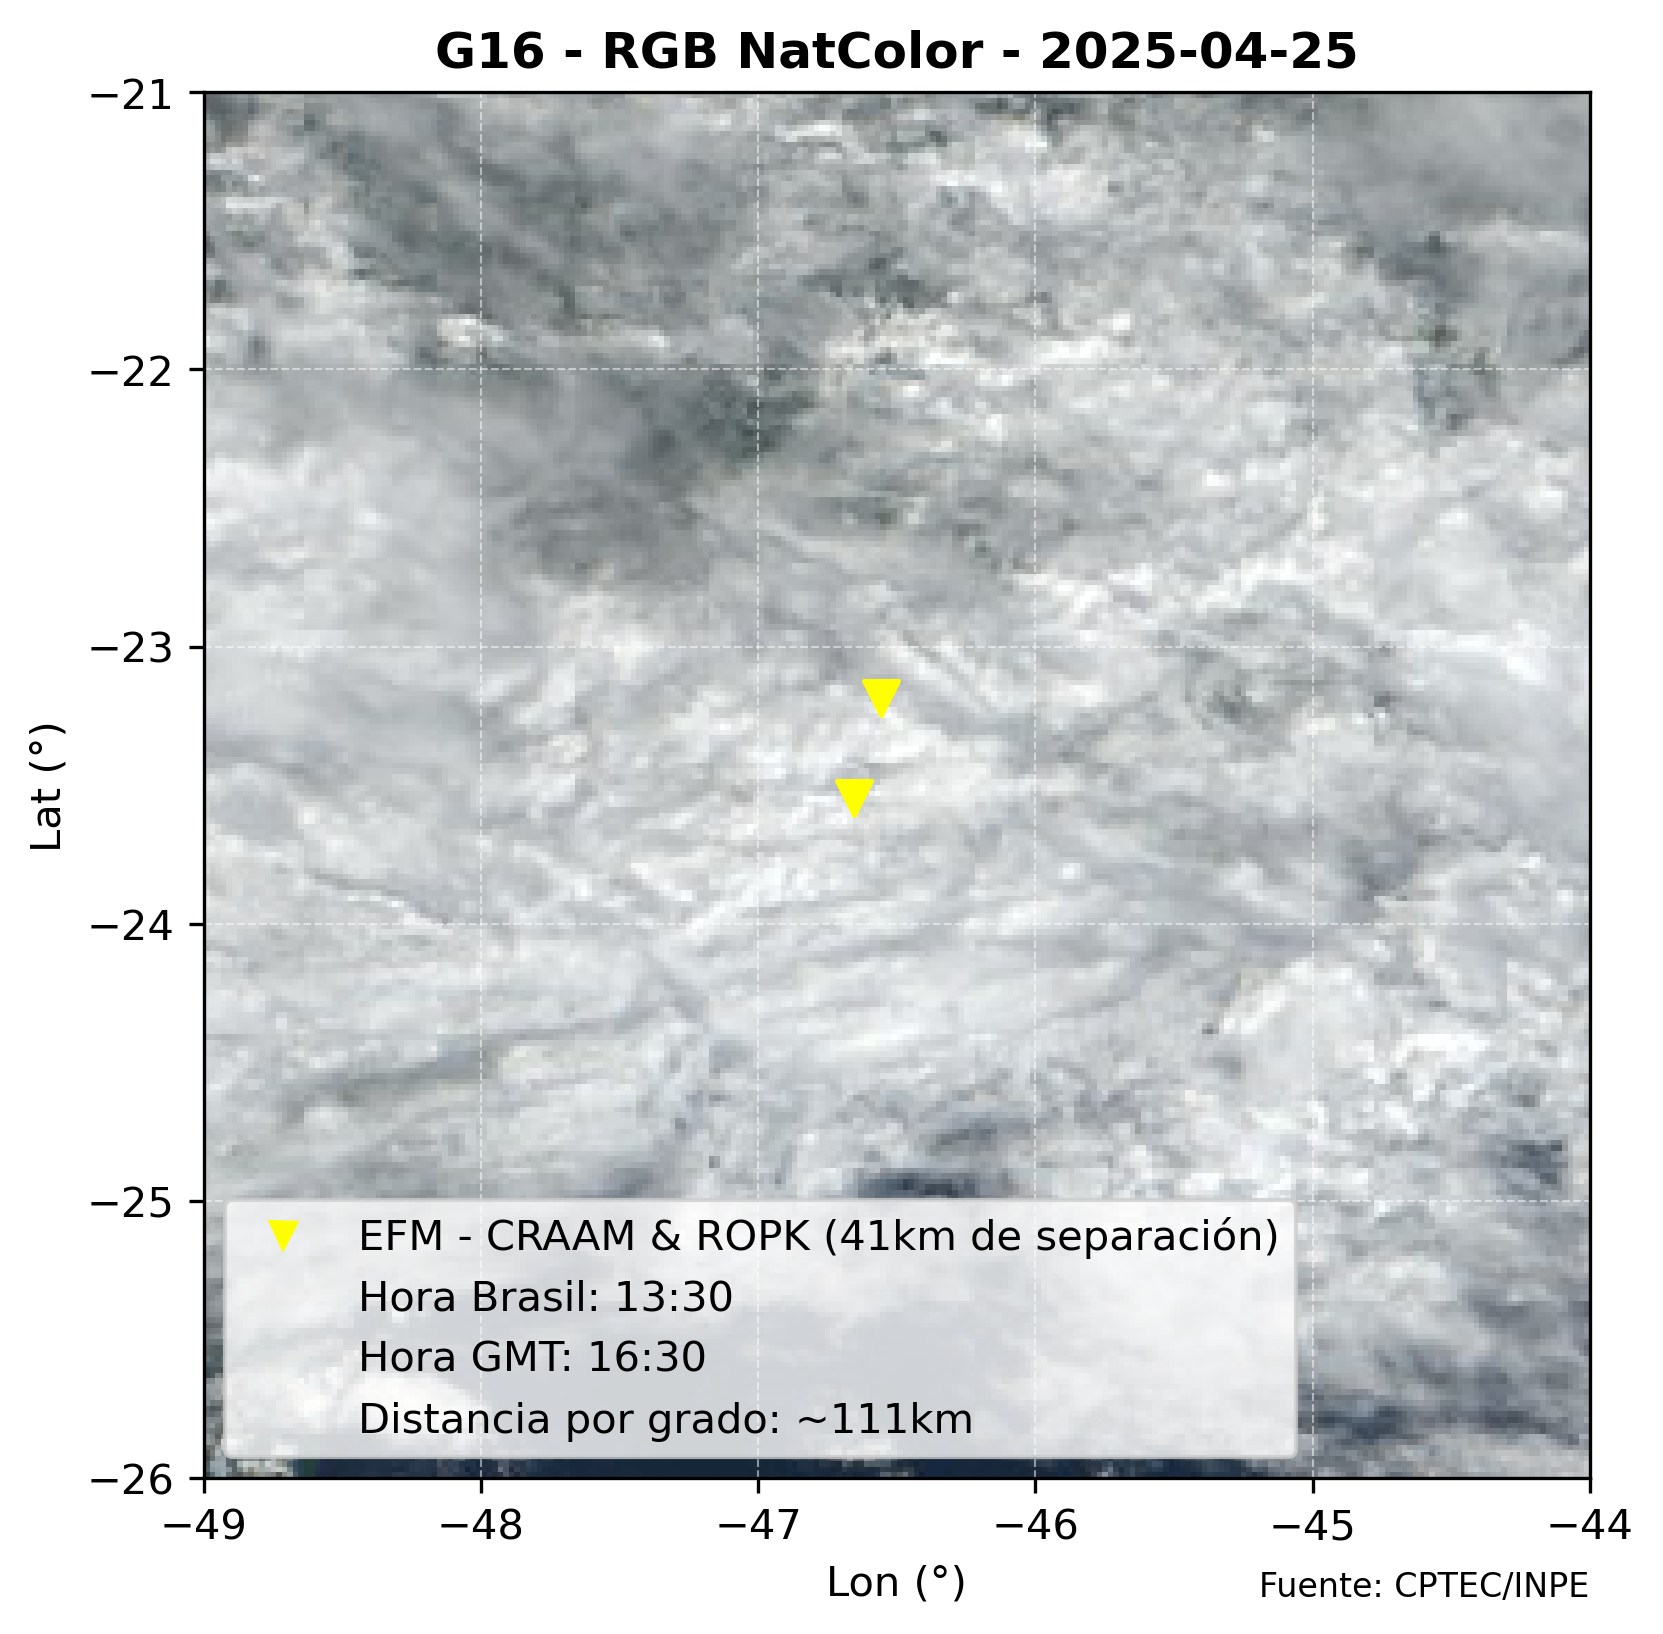 G16 - RGB NatColor - 2025-04-25
−21
−22
−23
−24
−25
−26
Lat (°)
EFM - CRAAM & ROPK (41km de separación)
Hora Brasil: 13:30
Hora GMT: 16:30
Distancia por grado: ~111km
−49 −48 −47 −46 −45 −44
Lon (°)
Fuente: CPTEC/INPE